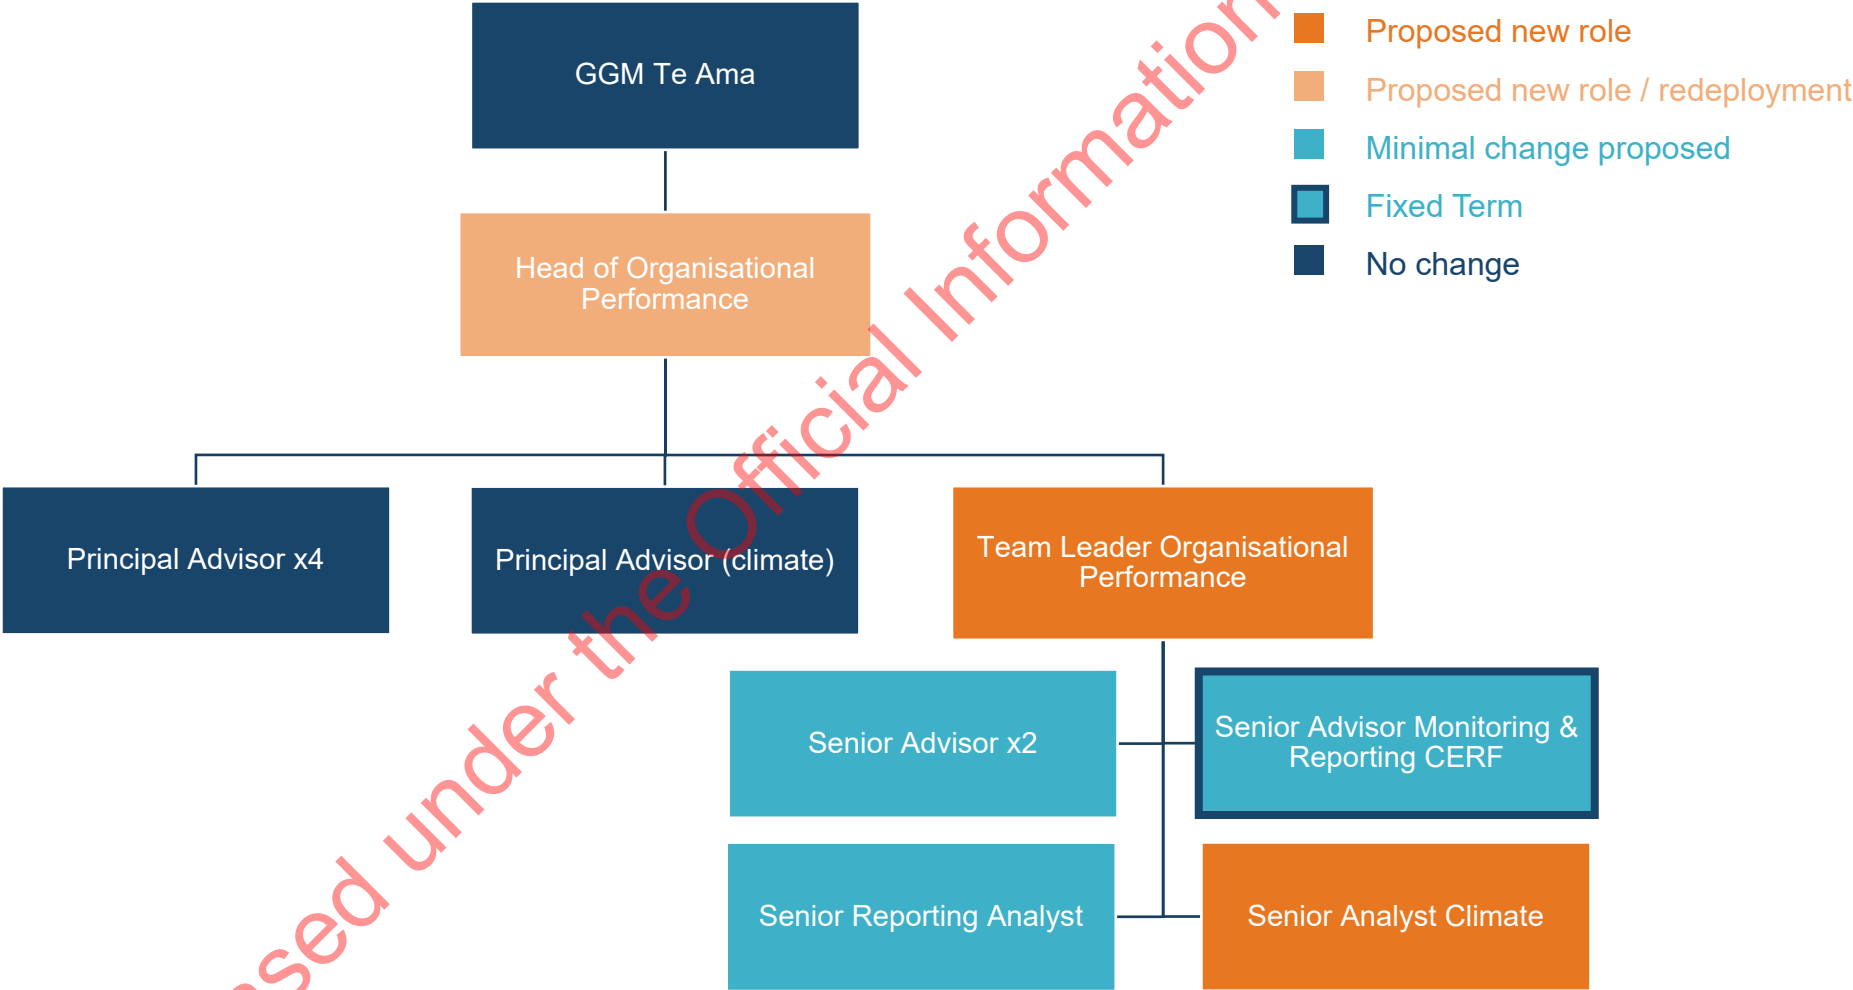 GGM Te Ama
Proposed new role
Proposed new role / redeployment
Minimal change proposed
Fixed Term
No change
Head of Organisational
Performance
Principal Advisor x4
Principal Advisor (climate)
Team Leader Organisational
Performance
Senior Advisor x2
Senior Advisor Monitoring &
Reporting CERF
Senior Reporting Analyst
Senior Analyst Climate
under the Official Information